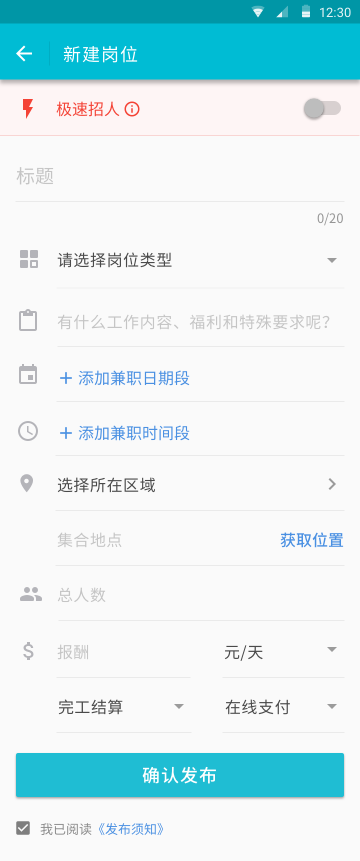 12:30
新建岗位
极速招人
标题
0/20
请选择岗位类型
有什么工作内容、福利和特殊要求呢？
+ 添加兼职日期段
+ 添加兼职时间段
选择所在区域
集合地点 获取位置
总人数
报酬 元/天
完工结算 在线支付
确认发布
我已阅读《发布须知》